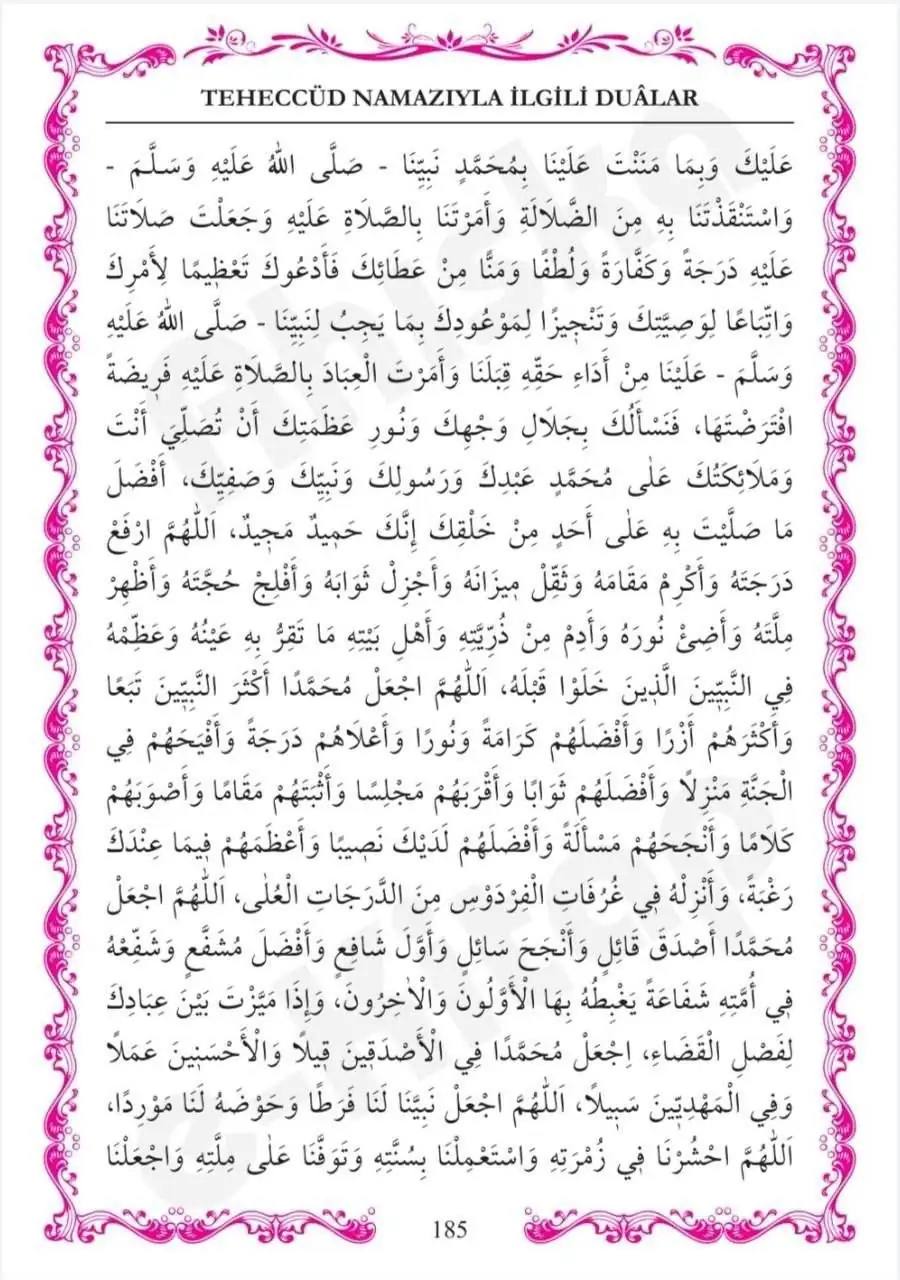 TEHECCÜD NAMAZIYLA İLGİLİ DUÂLAR
عَلَيْكَ وَبِمَا مَنَنْتَ عَلَيْنَا بِمُحَمَّدٍ نَبِيِّنَا - صَلَّى اللهُ عَلَيْهِ وَسَلَّمَ -
وَاسْتَنْقَذْتَنَا بِهِ مِنَ الضَّلَالَةِ وَأَمَرْتَنَا بِالصَّلَاةِ عَلَيْهِ وَجَعَلْتَ صَلَاتَنَا
عَلَيْهِ دَرَجَةً وَكَفَّارَةً وَلُطْفًا وَمَنًّا مِنْ عَطَائِكَ فَأَدْعُوكَ تَعْظِيمًا لِأَمْرِكَ
وَاتِّبَاعًا لِوَصِيَّتِكَ وَتَنْجِيزًا لِمَوْعُودِكَ بِمَا يَجِبُ لِنَبِيِّنَا - صَلَّى اللهُ عَلَيْهِ
وَسَلَّمَ - عَلَيْنَا مِنْ أَدَاءِ حَقِّهِ قِبَلَنَا وَأَمَرْتَ الْعِبَادَ بِالصَّلَاةِ عَلَيْهِ فَرِيضَةً
افْتَرَضْتَهَا، فَنَسْأَلُكَ بِجَلَالِ وَجْهِكَ وَنُورِ عَظَمَتِكَ أَنْ تُصَلِّيَ أَنْتَ
وَمَلَائِكَتُكَ عَلٰى مُحَمَّدٍ عَبْدِكَ وَرَسُولِكَ وَنَبِيِّكَ وَصَفِيِّكَ، أَفْضَلَ
مَا صَلَّيْتَ بِهِ عَلٰى أَحَدٍ مِنْ خَلْقِكَ إِنَّكَ حَمِيدٌ مَجِيدٌ، اَللّٰهُمَّ ارْفَعْ
دَرَجَتَهُ وَأَكْرِمْ مَقَامَهُ وَثَقِّلْ مِيزَانَهُ وَأَجْزِلْ ثَوَابَهُ وَأَفْلِجْ حُجَّتَهُ وَأَظْهِرْ
مِلَّتَهُ وَأَضِئْ نُورَهُ وَأَدِمْ مِنْ ذُرِّيَّتِهِ وَأَهْلِ بَيْتِهِ مَا تَقِرُّ بِهِ عَيْنُهُ وَعَظِّمْهُ
فِي النَّبِيِّينَ الَّذِينَ خَلَوْا قَبْلَهُ، اَللّٰهُمَّ اجْعَلْ مُحَمَّدًا أَكْثَرَ النَّبِيِّينَ تَبَعًا
وَأَكْثَرَهُمْ أَزْرًا وَأَفْضَلَهُمْ كَرَامَةً وَنُورًا وَأَعْلَاهُمْ دَرَجَةً وَأَفْيَحَهُمْ فِي
الْجَنَّةِ مَنْزِلًا وَأَفْضَلَهُمْ ثَوَابًا وَأَقْرَبَهُمْ مَجْلِسًا وَأَثْبَتَهُمْ مَقَامًا وَأَصْوَبَهُمْ
كَلَامًا وَأَنْجَحَهُمْ مَسْأَلَةً وَأَفْضَلَهُمْ لَدَيْكَ نَصِيبًا وَأَعْظَمَهُمْ فِيمَا عِنْدَكَ
رَغْبَةً، وَأَنْزِلْهُ فِي غُرُفَاتِ الْفِرْدَوْسِ مِنَ الدَّرَجَاتِ الْعُلٰى، اَللّٰهُمَّ اجْعَلْ
مُحَمَّدًا أَصْدَقَ قَائِلٍ وَأَنْجَحَ سَائِلٍ وَأَوَّلَ شَافِعٍ وَأَفْضَلَ مُشَفَّعٍ وَشَفِّعْهُ
فِي أُمَّتِهِ شَفَاعَةً يَغْبِطُهُ بِهَا الْأَوَّلُونَ وَالْاٰخِرُونَ، وَإِذَا مَيَّزْتَ بَيْنَ عِبَادِكَ
لِفَصْلِ الْقَضَاءِ، اِجْعَلْ مُحَمَّدًا فِي الْأَصْدَقِينَ قِيلًا وَالْأَحْسَنِينَ عَمَلًا
وَفِي الْمَهْدِيِّينَ سَبِيلًا، اَللّٰهُمَّ اجْعَلْ نَبِيَّنَا لَنَا فَرَطًا وَحَوْضَهُ لَنَا مَوْرِدًا،
اَللّٰهُمَّ احْشُرْنَا فِي زُمْرَتِهِ وَاسْتَعْمِلْنَا بِسُنَّتِهِ وَتَوَفَّنَا عَلٰى مِلَّتِهِ وَاجْعَلْنَا
185
Ahıska
e-Kitap